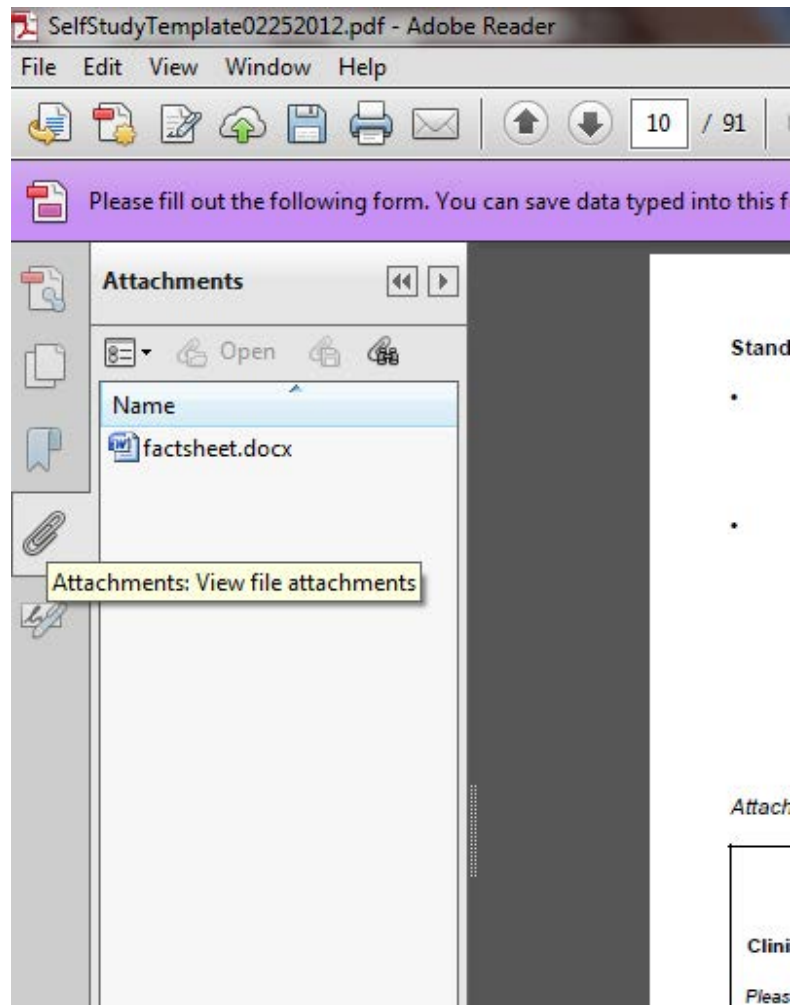 SelfStudyTemplate02252012.pdf - Adobe Reader
File Edit View Window Help
10 / 91
Please fill out the following form. You can save data typed into this f
Attachments
Open
Name
factsheet.docx
Attachments: View file attachments
Stand
•
•
Attach
Clini
Pleas